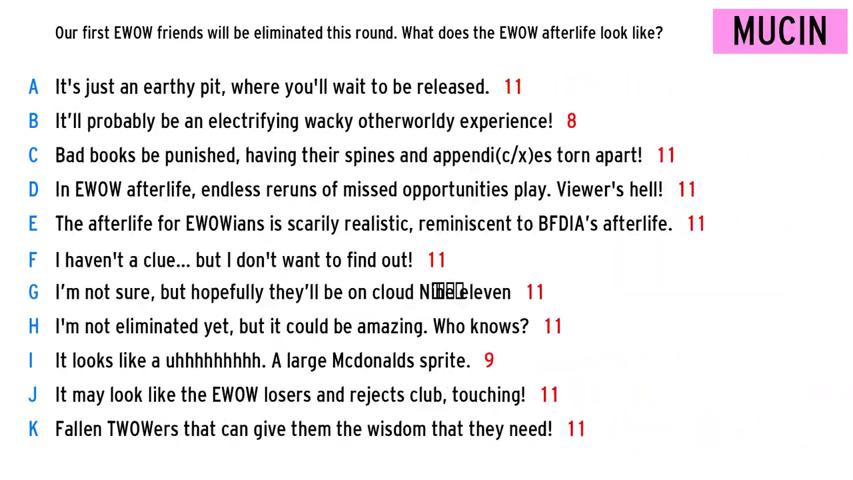 Our first EWOW friends will be eliminated this round. What does the EWOW afterlife look like?
MUCIN
A It's just an earthy pit, where you'll wait to be released. 11
B It’ll probably be an electrifying wacky otherworldy experience! 8
C Bad books be punished, having their spines and appendi(c/x)es torn apart! 11
D In EWOW afterlife, endless reruns of missed opportunities play. Viewer's hell! 11
E The afterlife for EWOWians is scarily realistic, reminiscent to BFDIA’s afterlife. 11
F I haven't a clue... but I don't want to find out! 11
G I’m not sure, but hopefully they’ll be on cloud eleven 11
H I'm not eliminated yet, but it could be amazing. Who knows? 11
I It looks like a uhhhhhhhhh. A large Mcdonalds sprite. 9
J It may look like the EWOW losers and rejects club, touching! 11
K Fallen TWOWers that can give them the wisdom that they need! 11